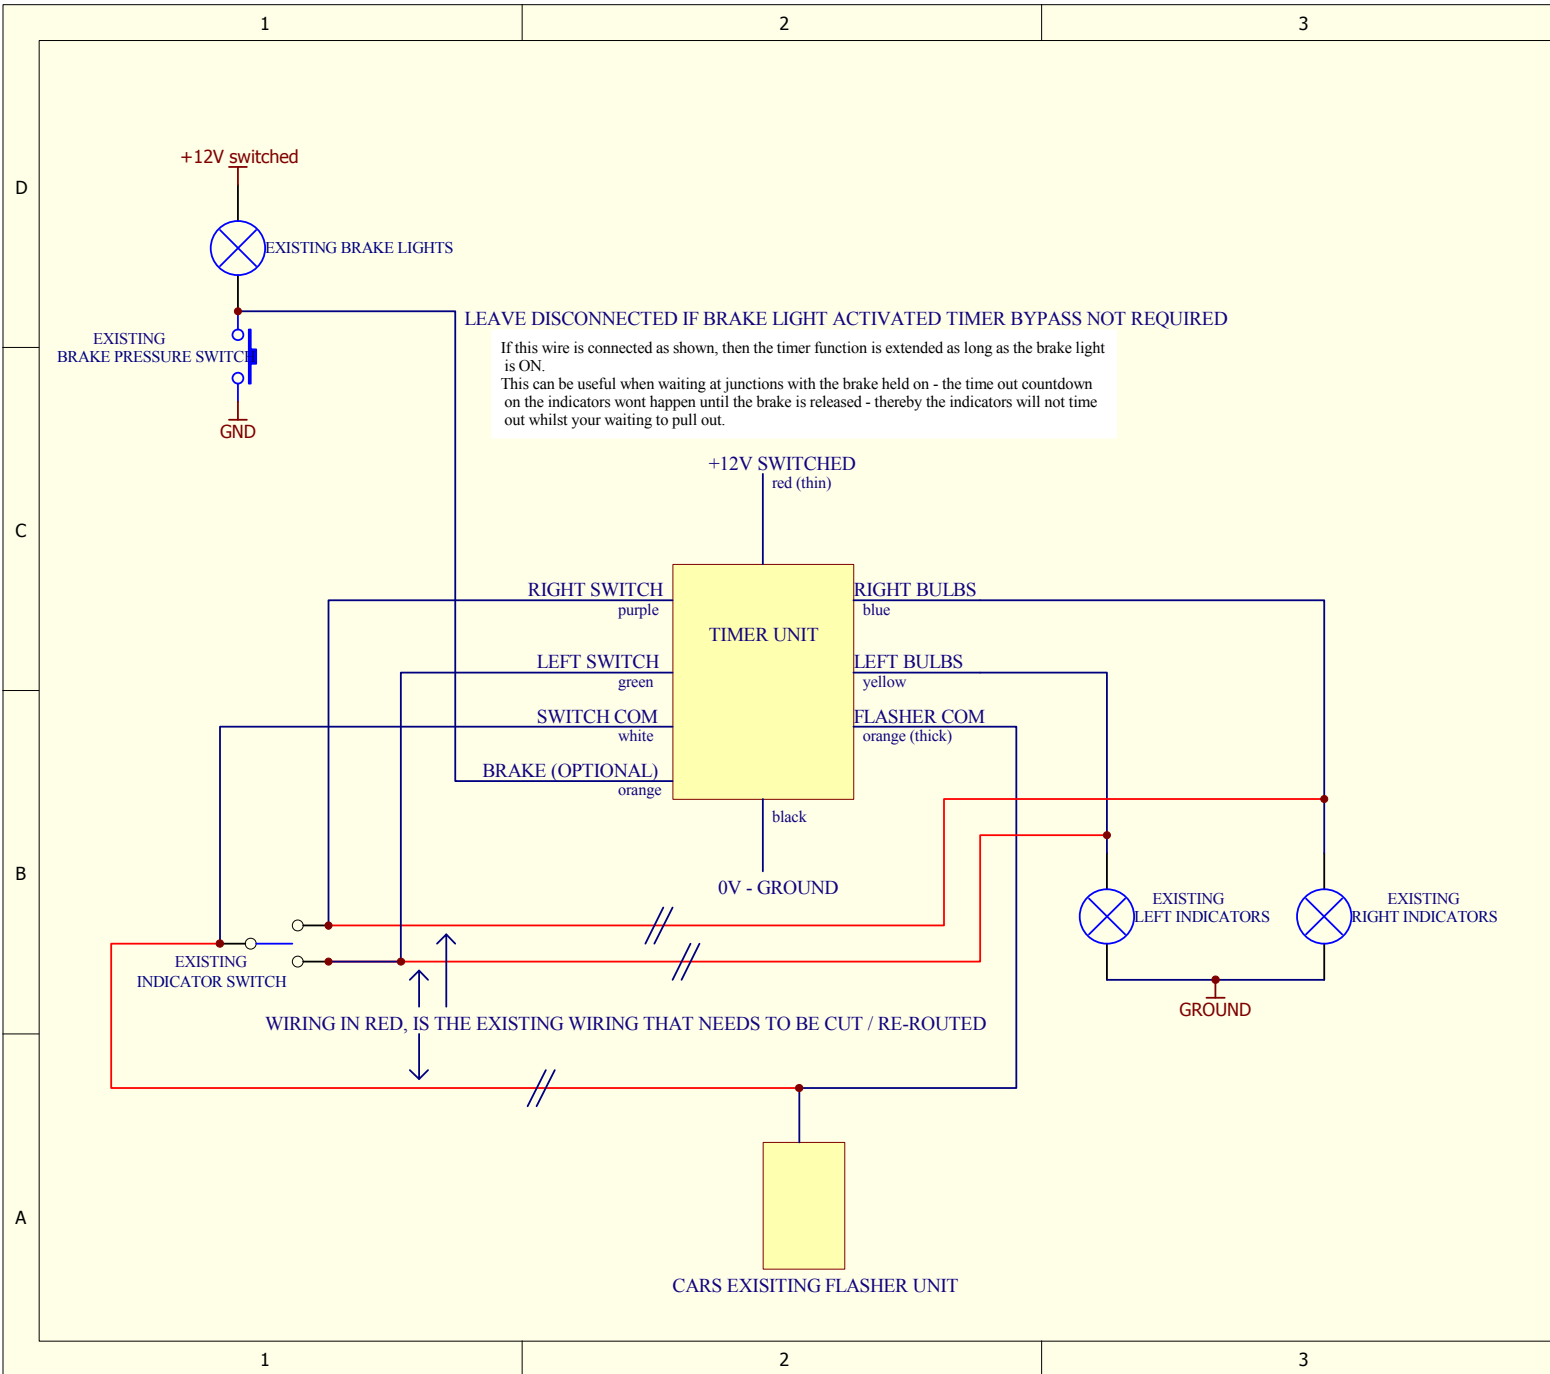 1
2
3
D
+12V switched
EXISTING BRAKE LIGHTS
LEAVE DISCONNECTED IF BRAKE LIGHT ACTIVATED TIMER BYPASS NOT REQUIRED
EXISTING
BRAKE PRESSURE SWITCH
If this wire is connected as shown, then the timer function is extended as long as the brake light
is ON.
This can be useful when waiting at junctions with the brake held on - the time out countdown
on the indicators wont happen until the brake is released - thereby the indicators will not time
out whilst your waiting to pull out.
GND
+12V SWITCHED
red (thin)
C
RIGHT SWITCH
purple
RIGHT BULBS
blue
TIMER UNIT
LEFT SWITCH
green
LEFT BULBS
yellow
SWITCH COM
white
FLASHER COM
orange (thick)
BRAKE (OPTIONAL)
orange
black
B
0V - GROUND
EXISTING
LEFT INDICATORS
EXISTING
RIGHT INDICATORS
EXISTING
INDICATOR SWITCH
GROUND
WIRING IN RED, IS THE EXISTING WIRING THAT NEEDS TO BE CUT / RE-ROUTED
A
CARS EXISITING FLASHER UNIT
1
2
3